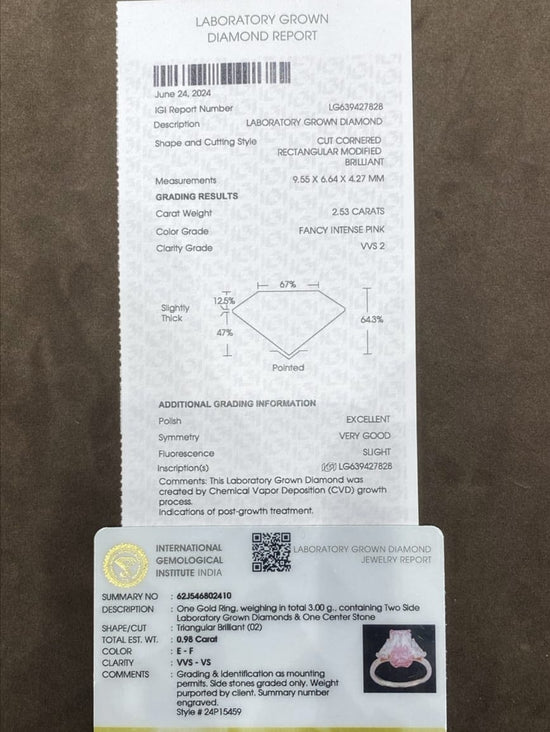 LABORATORY GROWN
DIAMOND REPORT
June 24, 2024
IGI Report Number LG639427828
Description LABORATORY GROWN DIAMOND
Shape and Cutting Style CUT CORNERED
RECTANGULAR MODIFIED
BRILLIANT
Measurements 9.55 X 6.64 X 4.27 MM
GRADING RESULTS
Carat Weight 2.53 CARATS
Color Grade FANCY INTENSE PINK
Clarity Grade VVS 2
67%
12.5%
Slightly
Thick
64.3%
47%
Pointed
ADDITIONAL GRADING INFORMATION
Polish EXCELLENT
Symmetry VERY GOOD
Fluorescence SLIGHT
Inscription(s) LG639427828
Comments: This Laboratory Grown Diamond was
created by Chemical Vapor Deposition (CVD) growth
process.
Indications of post-growth treatment.
INTERNATIONAL
GEMOLOGICAL
INSTITUTE INDIA
LABORATORY GROWN DIAMOND
JEWELRY REPORT
SUMMARY NO : 62J546802410
DESCRIPTION : One Gold Ring, weighing in total 3.00 g., containing Two Side
Laboratory Grown Diamonds & One Center Stone
SHAPE/CUT : Triangular Brilliant (02)
TOTAL EST. WT. : 0.98 Carat
COLOR : E - F
CLARITY : VVS - VS
COMMENTS : Grading & Identification as mounting
permits. Side stones graded only. Weight
purported by client. Summary number
engraved.
Style # 24P15459